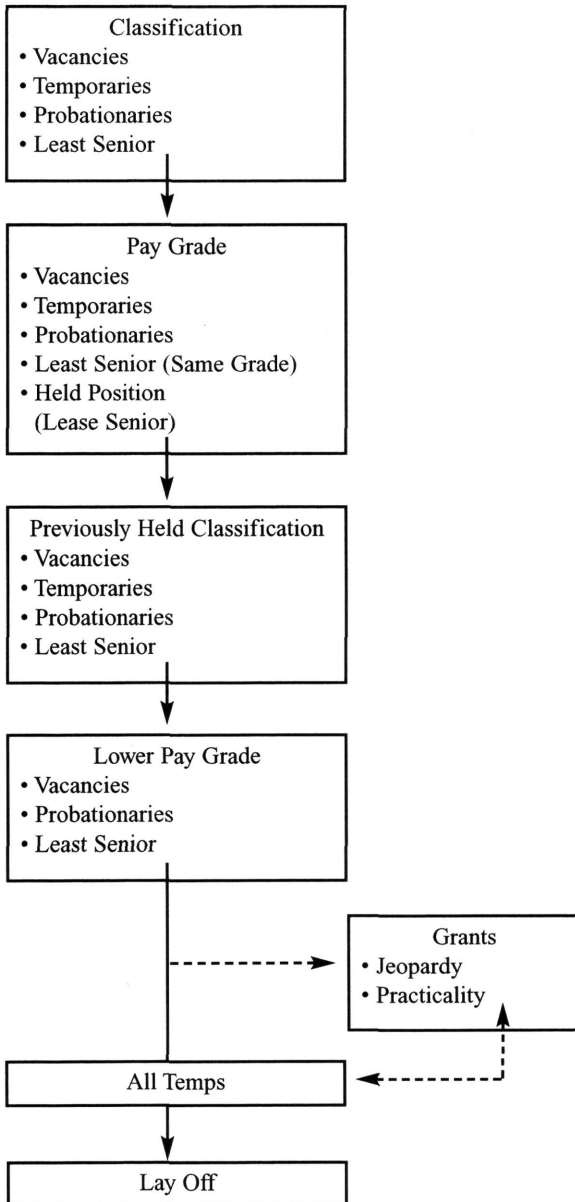 Classification
• Vacancies
• Temporaries
• Probationaries
• Least Senior
Pay Grade
• Vacancies
• Temporaries
• Probationaries
• Least Senior (Same Grade)
• Held Position
(Lease Senior)
Previously Held Classification
• Vacancies
• Temporaries
• Probationaries
• Least Senior
Lower Pay Grade
• Vacancies
• Probationaries
• Least Senior
Grants
• Jeopardy
• Practicality
All Temps
Lay Off